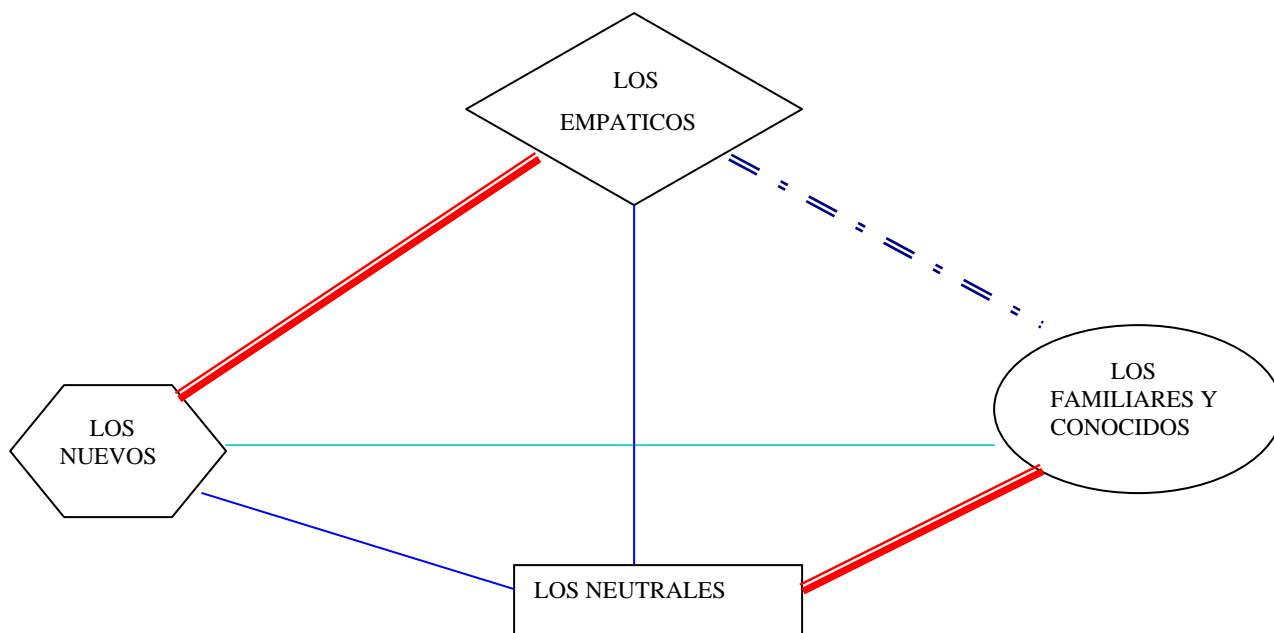 LOS
EMPATICOS
LOS
FAMILIARES Y
CONOCIDOS
LOS
NUEVOS
LOS NEUTRALES